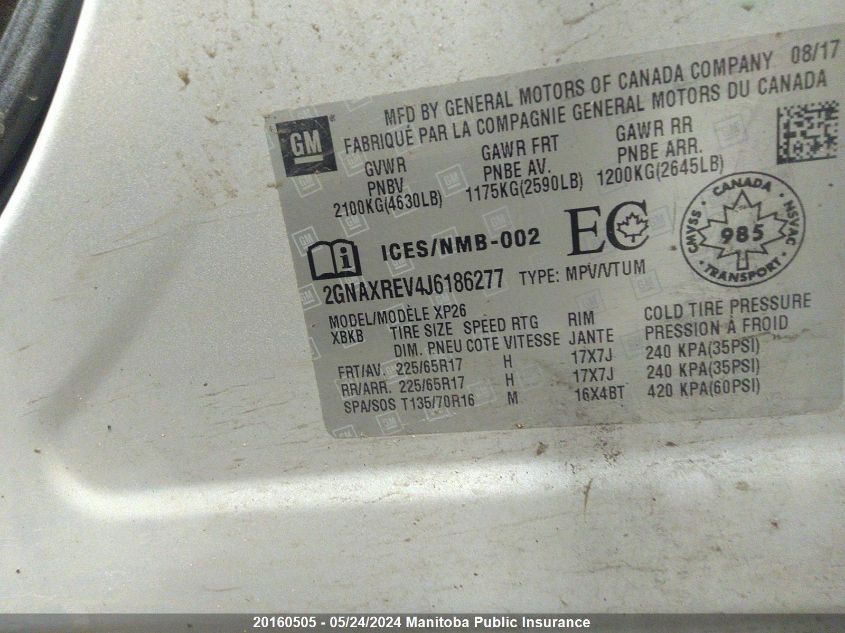 GM
MFD BY GENERAL MOTORS OF CANADA COMPANY 08/17
FABRIQUÉ PAR LA COMPAGNIE GENERAL MOTORS DU CANADA
GVWR GAWR FRT GAWR RR
PNBV PNBE AV. PNBE ARR.
2100KG(4630LB) 1175KG(2590LB) 1200KG(2645LB)
i ICES/NMB-002 EC
CANADA
CMVSS 985 NSVAC
TRANSPORT
2GNAXREV4J6186277 TYPE: MPV/VTUM
MODEL/MODÈLE XP26
XBKB TIRE SIZE SPEED RTG RIM COLD TIRE PRESSURE
DIM. PNEU COTE VITESSE JANTE PRESSION À FROID
FRT/AV. 225/65R17 H 17X7J 240 KPA(35PSI)
RR/ARR. 225/65R17 H 17X7J 240 KPA(35PSI)
SPA/SOS T135/70R16 M 16X4BT 420 KPA(60PSI)
20160505 - 05/24/2024 Manitoba Public Insurance